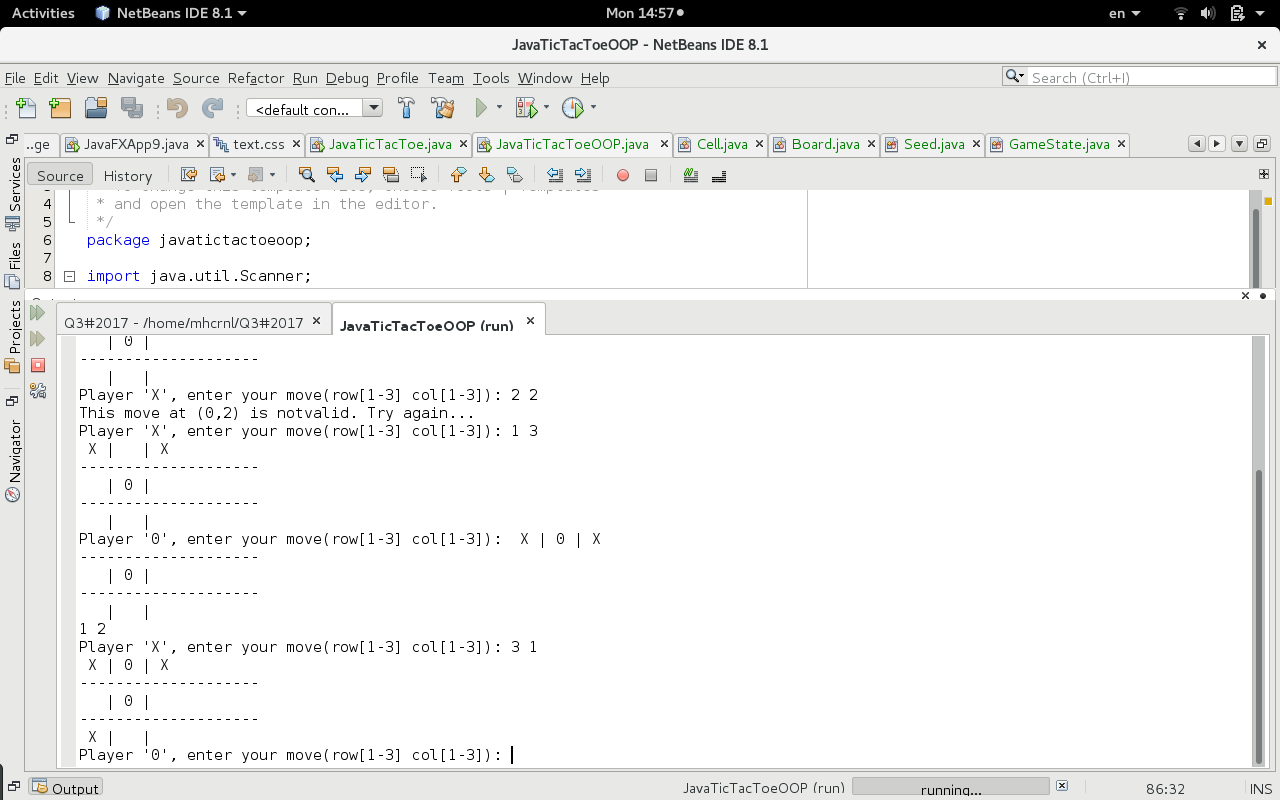 Activities NetBeans IDE 8.1 Mon 14:57 en
JavaTicTacToeOOP - NetBeans IDE 8.1
File Edit View Navigate Source Refactor Run Debug Profile Team Tools Window Help Search (Ctrl+I)
<default con...
..ge JavaFXApp9.java text.css JavaTicTacToe.java JavaTicTacToeOOP.java Cell.java Board.java Seed.java GameState.java
Source History
4 * and open the template in the editor.
5 */
6 package javatictactoeoop;
7
8 import java.util.Scanner;
Services
Files
Projects
Navigator
Q3#2017 - /home/mhcrnl/Q3#2017 JavaTicTacToeOOP (run)
| 0 |
--------------------
| |
Player 'X', enter your move(row[1-3] col[1-3]): 2 2
This move at (0,2) is notvalid. Try again...
Player 'X', enter your move(row[1-3] col[1-3]): 1 3
X | | X
--------------------
| 0 |
--------------------
| |
Player '0', enter your move(row[1-3] col[1-3]): X | 0 | X
--------------------
| 0 |
--------------------
| |
1 2
Player 'X', enter your move(row[1-3] col[1-3]): 3 1
X | 0 | X
--------------------
| 0 |
--------------------
X | |
Player '0', enter your move(row[1-3] col[1-3]):
Output JavaTicTacToeOOP (run) running... 86:32 INS